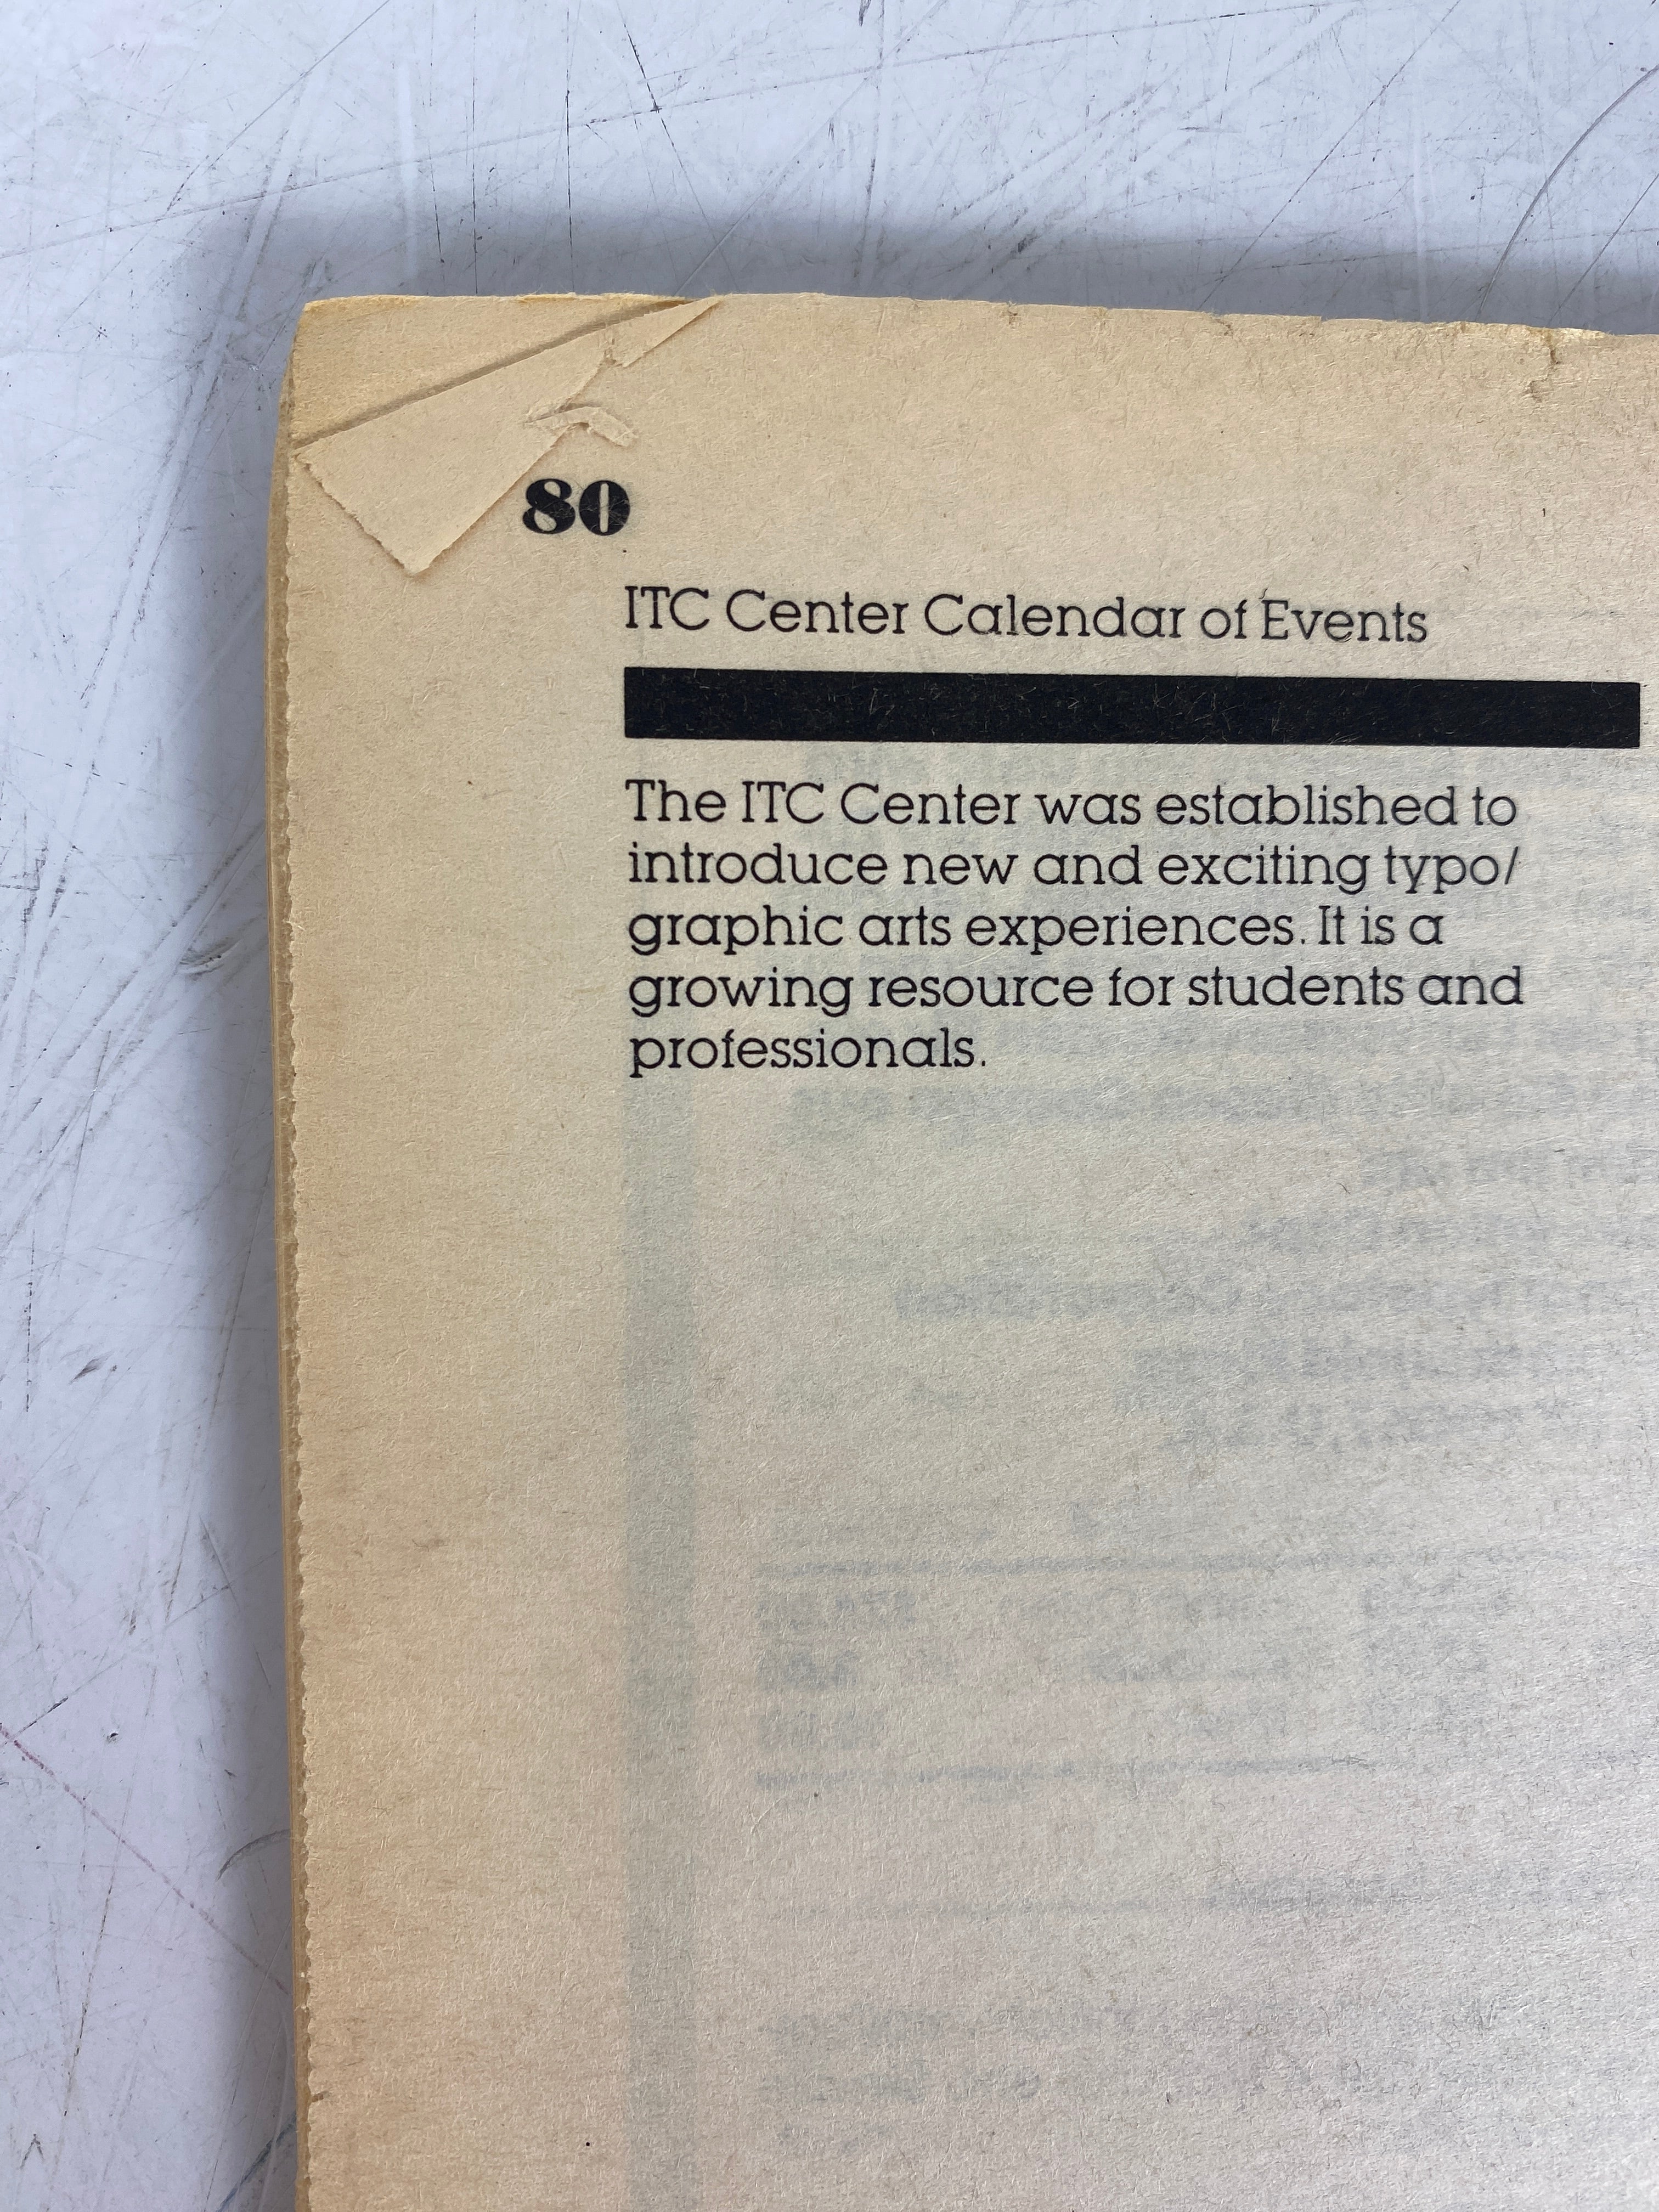 80
ITC Center Calendar of Events
The ITC Center was established to
introduce new and exciting typo/
graphic arts experiences. It is a
growing resource for students and
professionals.